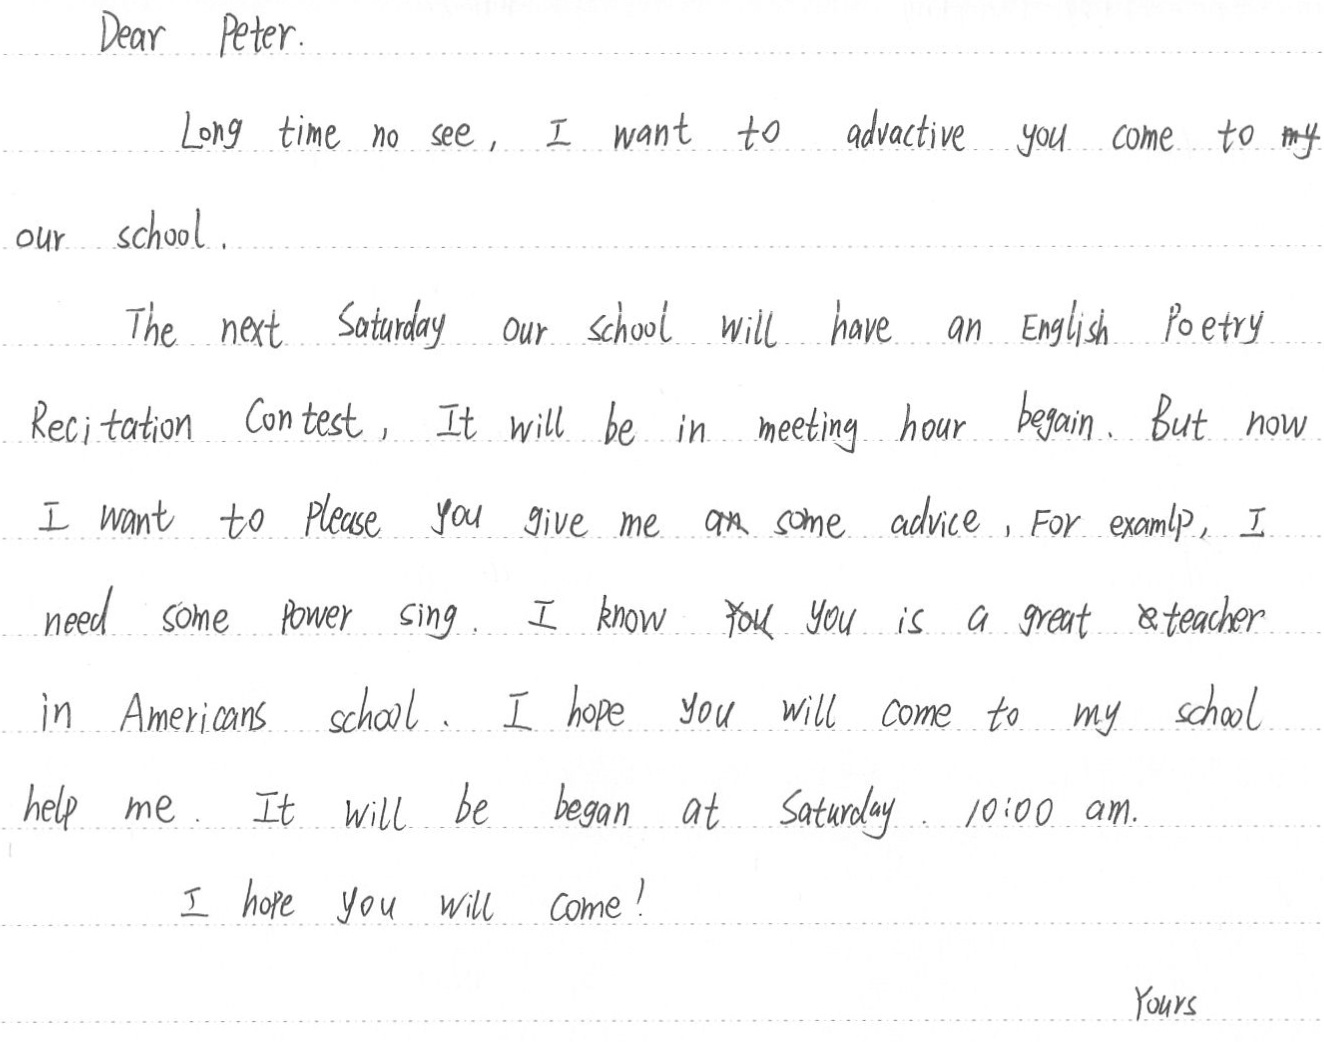 Dear Peter.
Long time no see, I want to advactive you come to my
our school.
The next Saturday our school will have an English Poetry
Recitation Contest, It will be in meeting hour begain. But now
I want to please you give me an some advice, For examlp, I
need some power sing. I know you you is a great teacher
in Americans school. I hope you will come to my school
help me. It will be began at Saturday. 10:00 am.
I hope you will come!
Yours